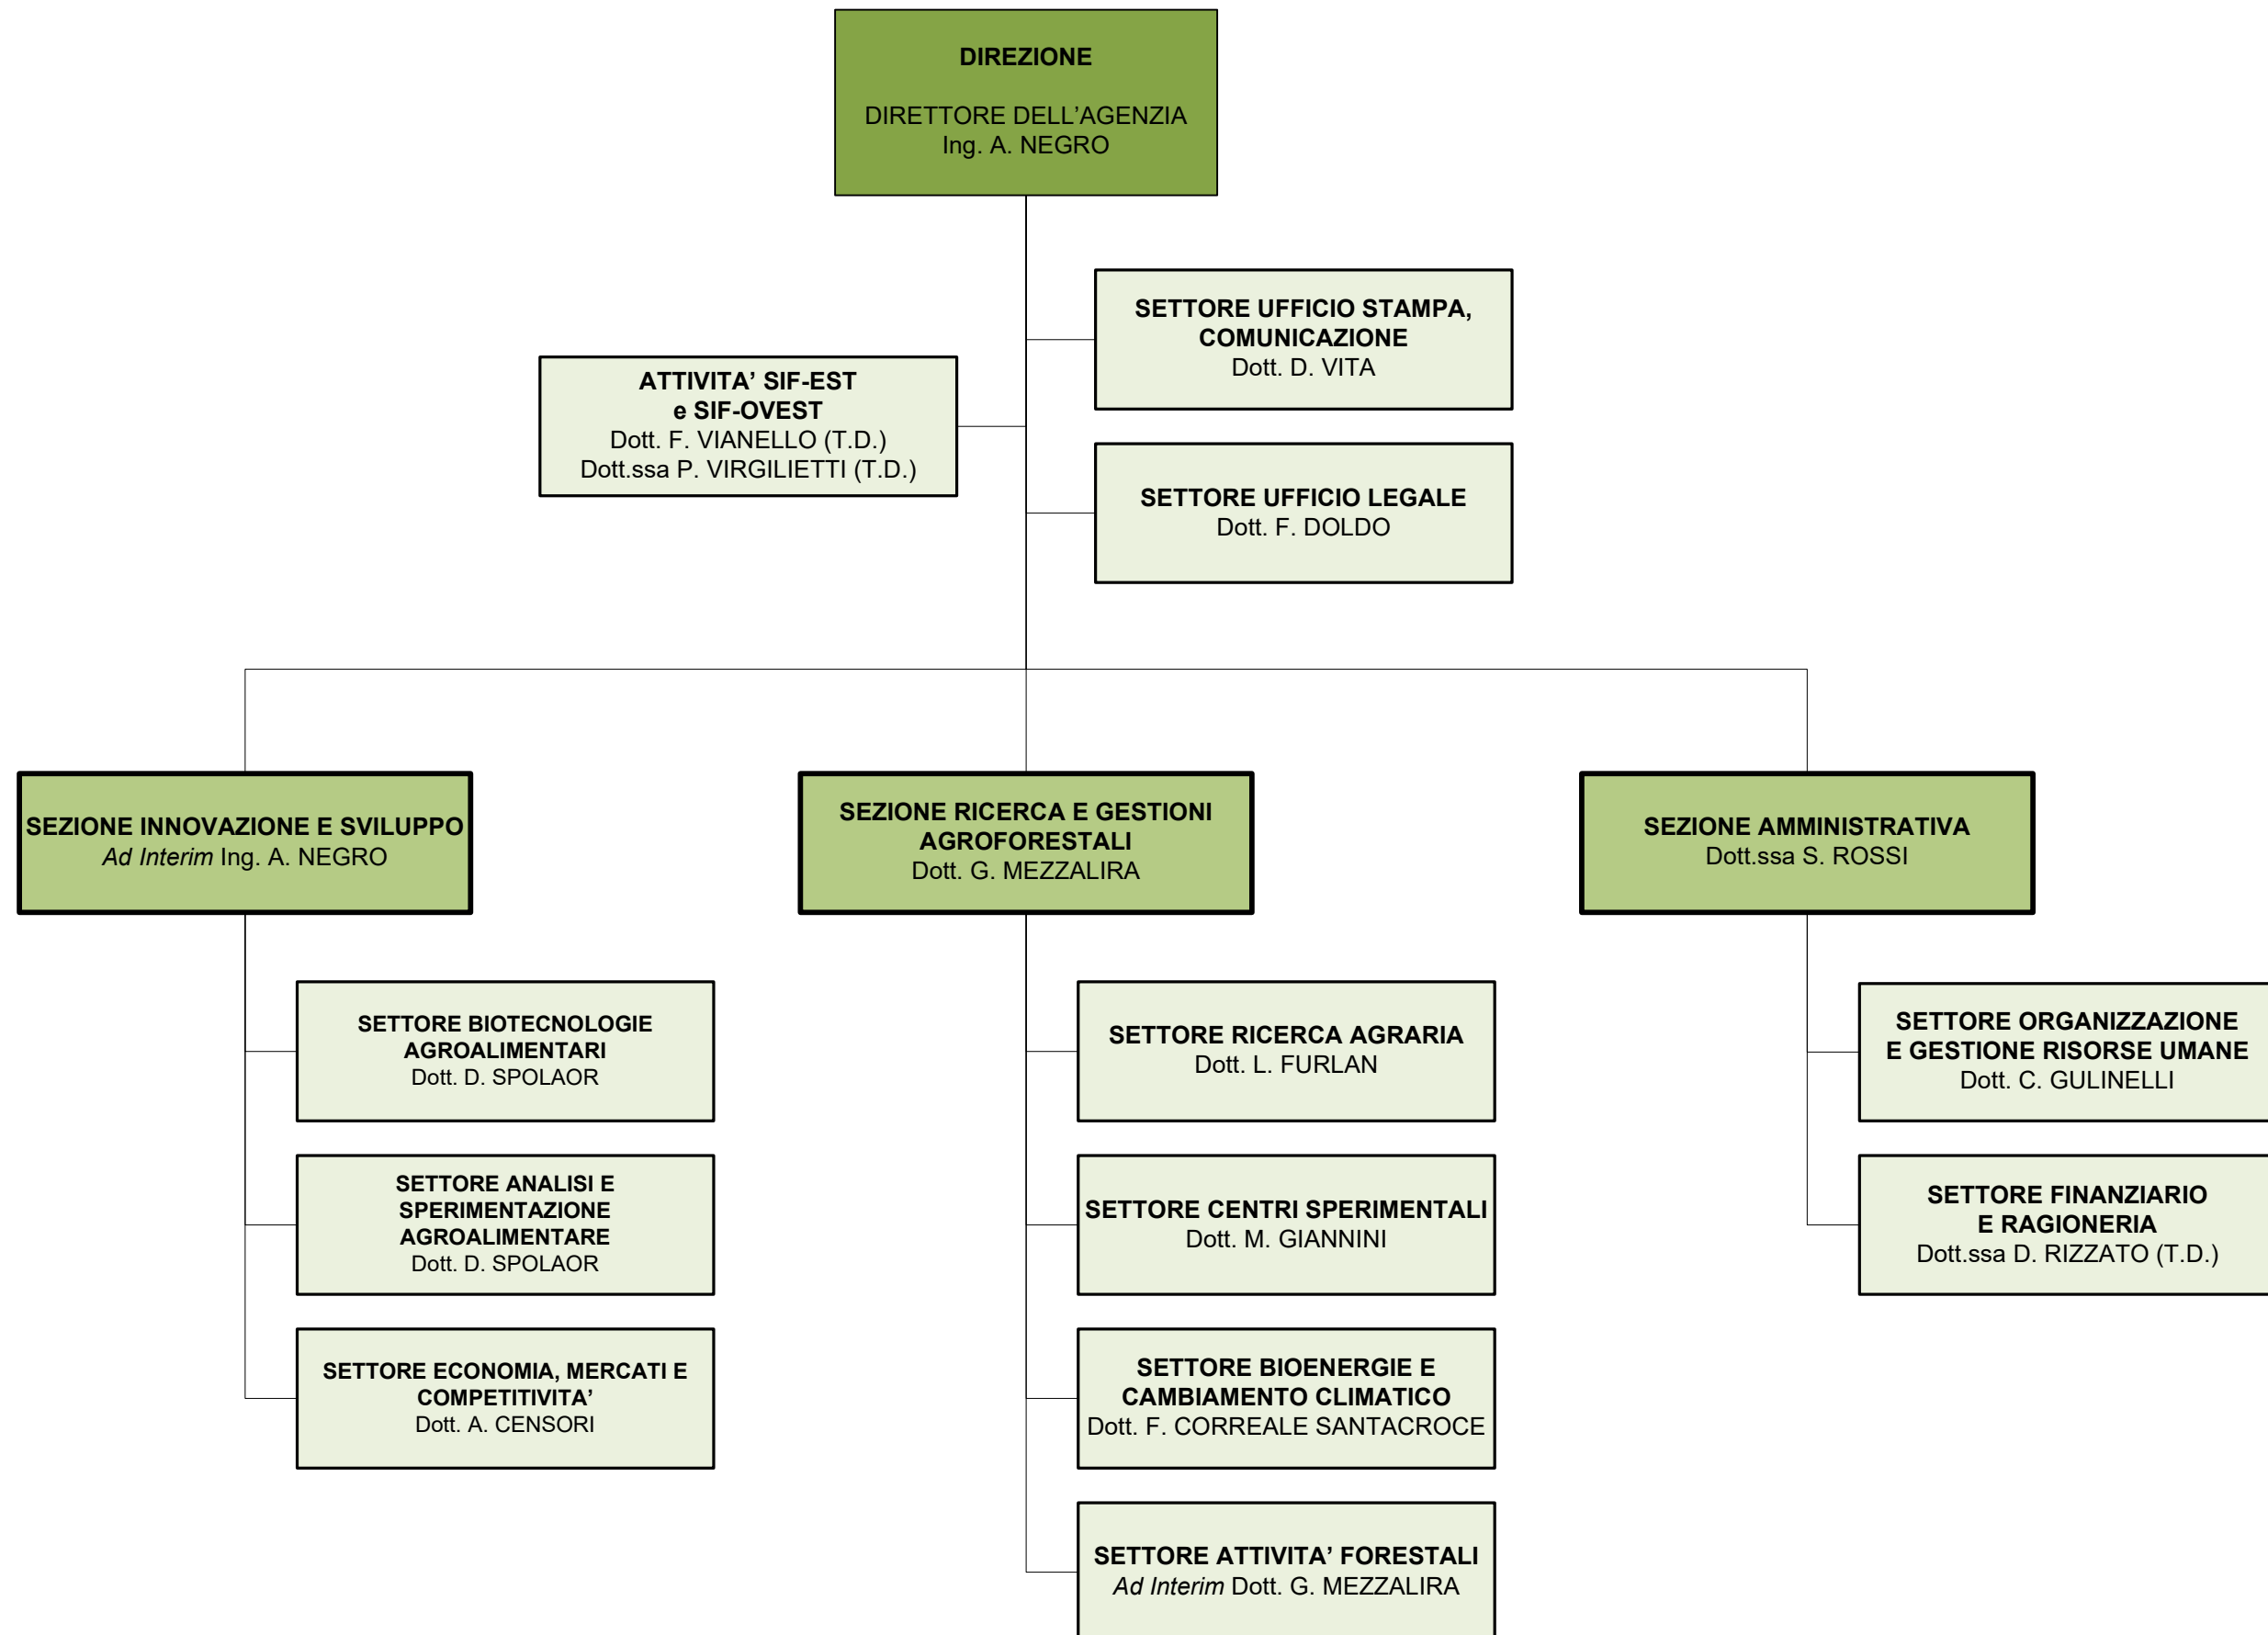 DIREZIONE
DIRETTORE DELL’AGENZIA
Ing. A. NEGRO
SETTORE UFFICIO STAMPA,
COMUNICAZIONE
Dott. D. VITA
ATTIVITA’ SIF-EST
e SIF-OVEST
Dott. F. VIANELLO (T.D.)
Dott.ssa P. VIRGILIETTI (T.D.)
SETTORE UFFICIO LEGALE
Dott. F. DOLDO
SEZIONE INNOVAZIONE E SVILUPPO
Ad Interim Ing. A. NEGRO
SEZIONE RICERCA E GESTIONI
AGROFORESTALI
Dott. G. MEZZALIRA
SEZIONE AMMINISTRATIVA
Dott.ssa S. ROSSI
SETTORE BIOTECNOLOGIE
AGROALIMENTARI
Dott. D. SPOLAOR
SETTORE ANALISI E
SPERIMENTAZIONE
AGROALIMENTARE
Dott. D. SPOLAOR
SETTORE ECONOMIA, MERCATI E
COMPETITIVITA’
Dott. A. CENSORI
SETTORE RICERCA AGRARIA
Dott. L. FURLAN
SETTORE CENTRI SPERIMENTALI
Dott. M. GIANNINI
SETTORE BIOENERGIE E
CAMBIAMENTO CLIMATICO
Dott. F. CORREALE SANTACROCE
SETTORE ATTIVITA’ FORESTALI
Ad Interim Dott. G. MEZZALIRA
SETTORE ORGANIZZAZIONE
E GESTIONE RISORSE UMANE
Dott. C. GULINELLI
SETTORE FINANZIARIO
E RAGIONERIA
Dott.ssa D. RIZZATO (T.D.)